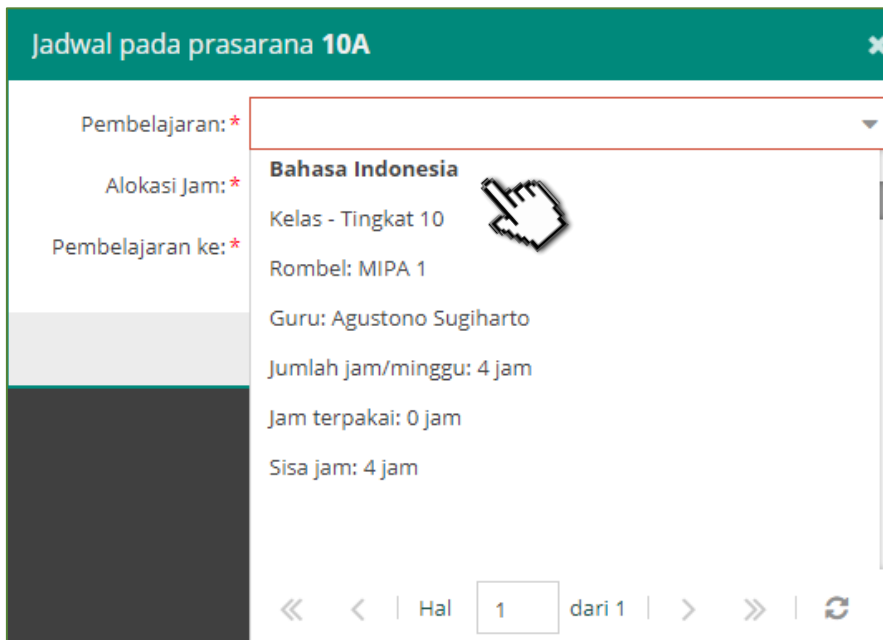 Jadwal pada prasarana 10A
Pembelajaran: *
Bahasa Indonesia
Alokasi Jam: *
Kelas - Tingkat 10
Pembelajaran ke: *
Rombel: MIPA 1
Guru: Agustono Sugiharto
Jumlah jam/minggu: 4 jam
Jam terpakai: 0 jam
Sisa jam: 4 jam
Hal 1 dari 1